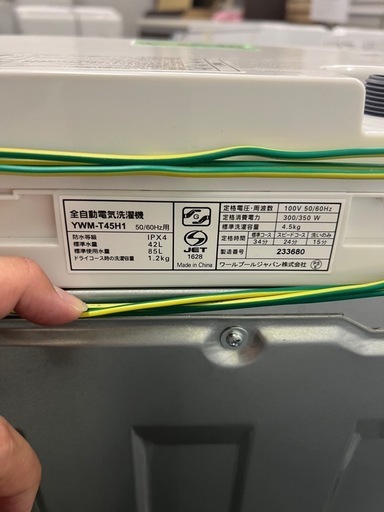 全自動電気洗濯機
YWM-T45H1 50/60Hz用
防水等級 IPX4
標準水量 42L
標準使用水量 85L
ドライコース時の洗濯容量 1.2kg
JET
1628
Made in China
定格電圧・周波数 100V 50/60Hz
定格消費電力 300/350 W
標準洗濯容量 4.5kg
定格時間 標準コース スピードコース 洗いのみ
34分 24分 15分
製造番号 233680
ワールプールジャパン株式会社